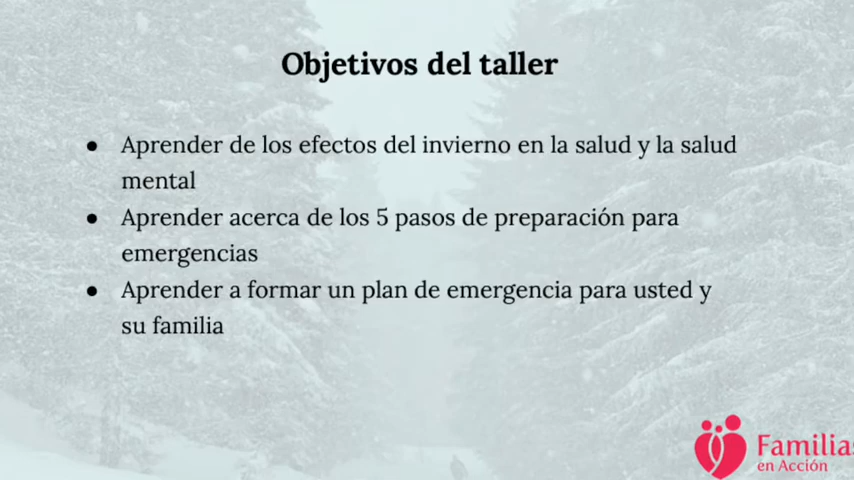 Objetivos del taller
● Aprender de los efectos del invierno en la salud y la salud
mental
● Aprender acerca de los 5 pasos de preparación para
emergencias
● Aprender a formar un plan de emergencia para usted y
su familia
Familias
en Acción